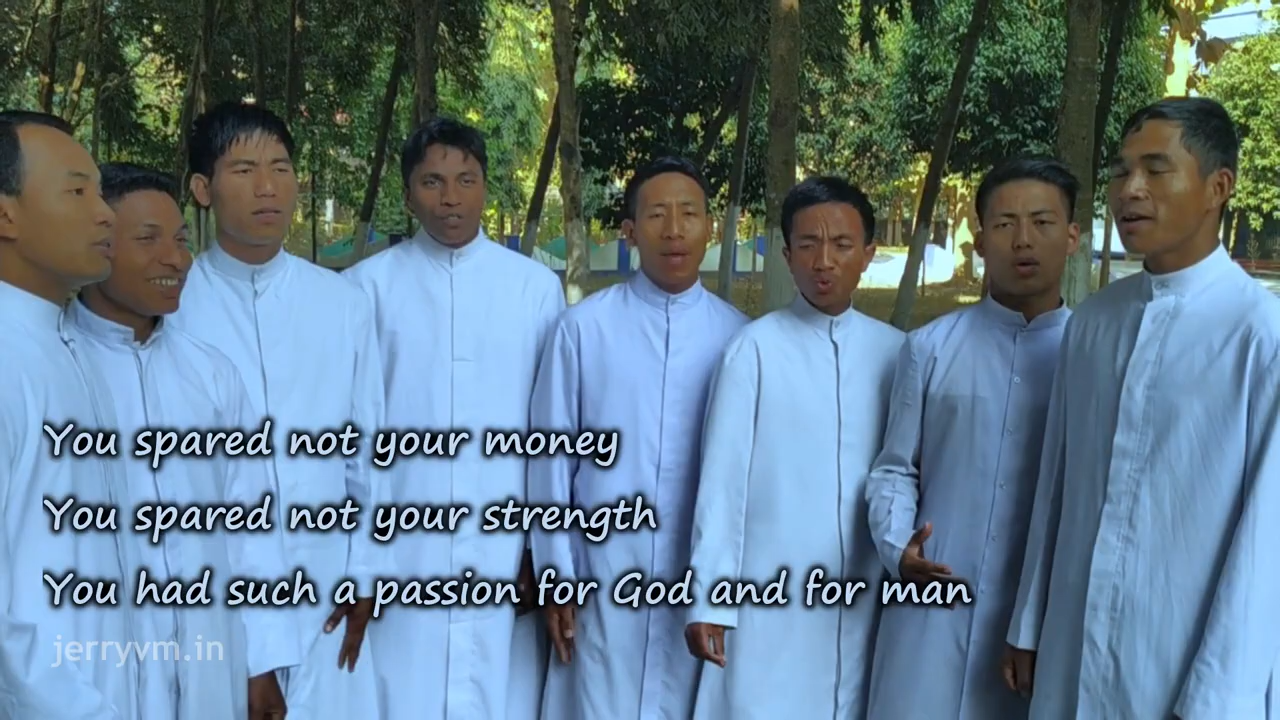 You spared not your money
You spared not your strength
You had such a passion for God and for man
jerryvm.in